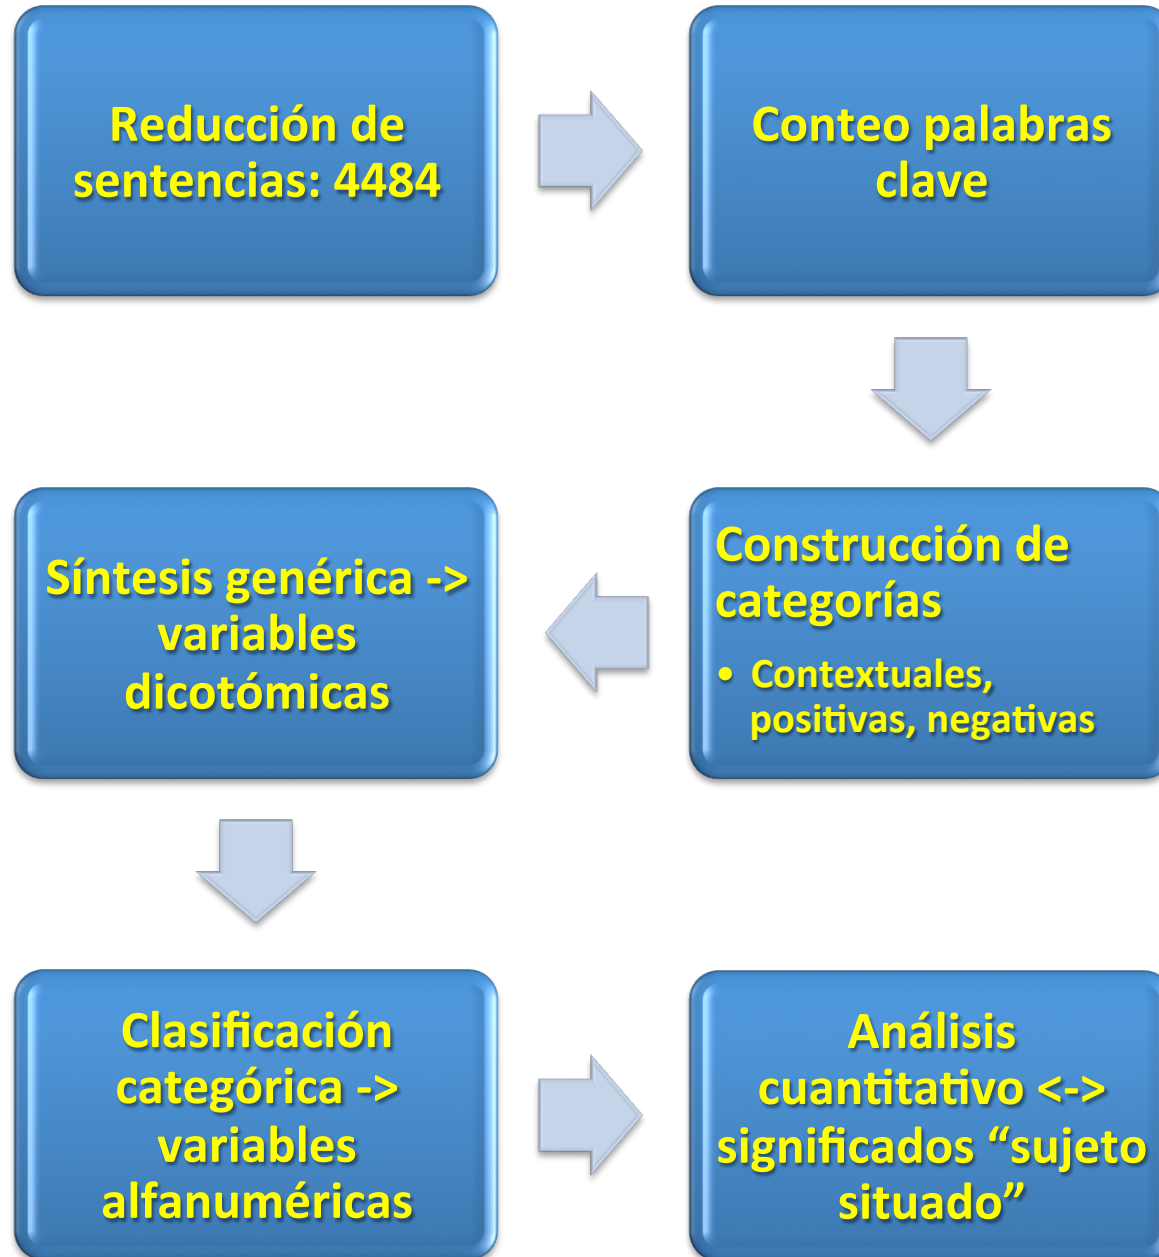 Reducción de
sentencias: 4484
Conteo palabras
clave
Construcción de
categorías
• Contextuales,
positivas, negativas
Síntesis genérica ->
variables
dicotómicas
Clasificación
categórica ->
variables
alfanuméricas
Análisis
cuantitativo <->
significados “sujeto
situado”